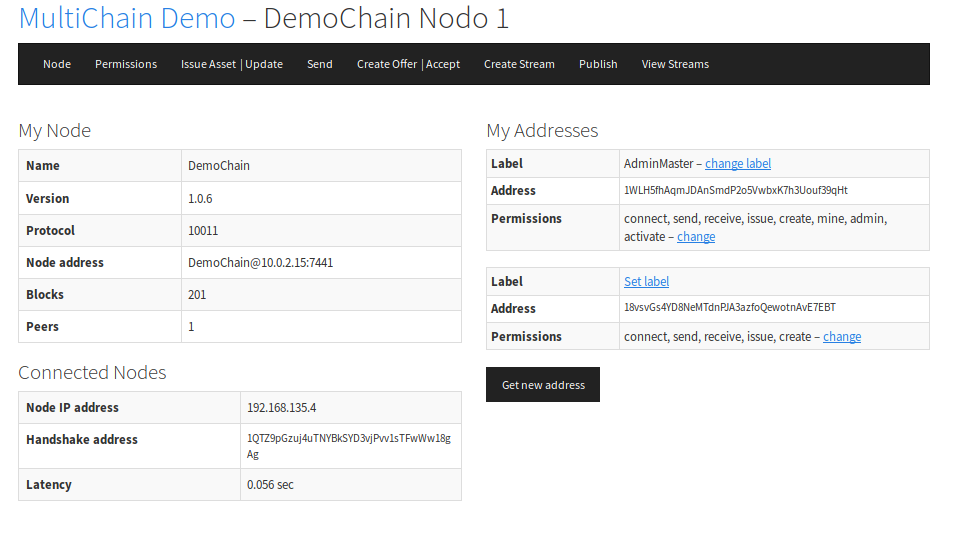 MultiChain Demo – DemoChain Nodo 1
Node Permissions Issue Asset | Update Send Create Offer | Accept Create Stream Publish View Streams
My Node
Name DemoChain
Version 1.0.6
Protocol 10011
Node address DemoChain@10.0.2.15:7441
Blocks 201
Peers 1
Connected Nodes
Node IP address 192.168.135.4
Handshake address 1QTZ9pGzuj4uTNYBkSYD3vjPvv1sTFwWw18g
Ag
Latency 0.056 sec
My Addresses
Label AdminMaster – change label
Address 1WLH5fhAqmJDAnSmdP2o5VwbxK7h3Uouf39qHt
Permissions connect, send, receive, issue, create, mine, admin,
activate – change
Label Set label
Address 18vsvGs4YD8NeMTdnPJA3azfoQewotnAvE7EBT
Permissions connect, send, receive, issue, create – change
Get new address